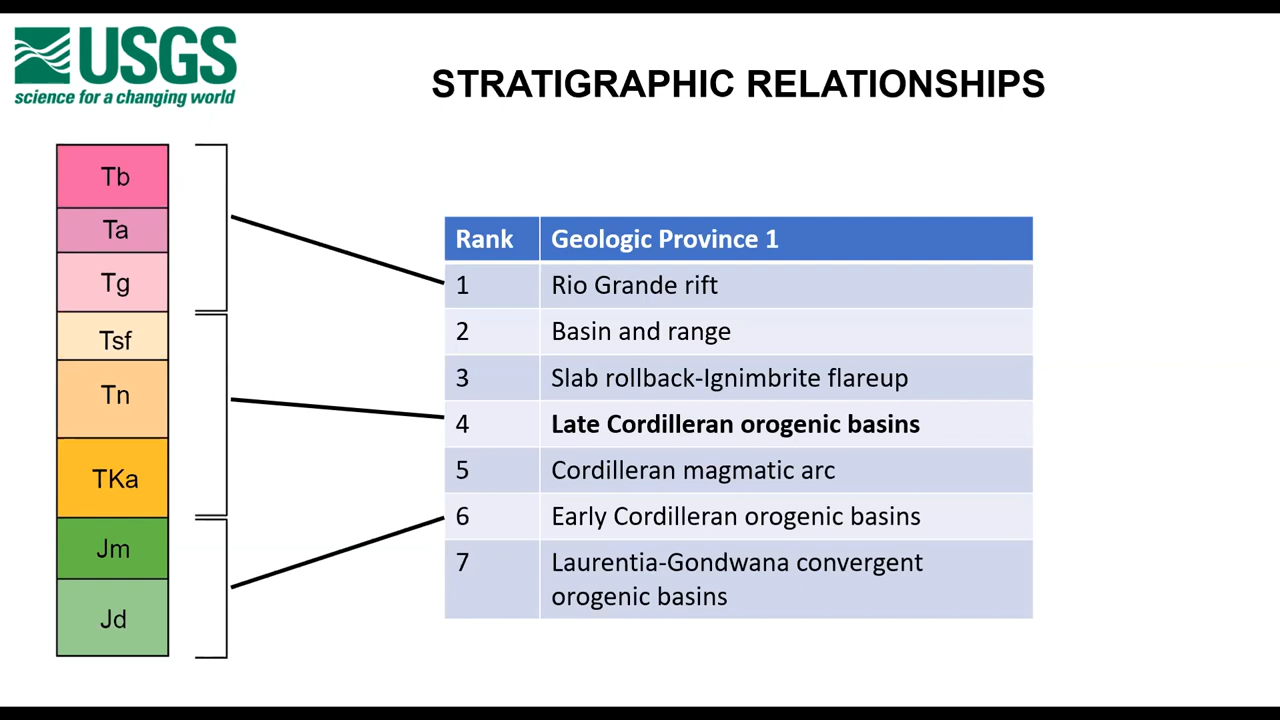 USGS
science for a changing world
STRATIGRAPHIC RELATIONSHIPS
Tb
Ta
Tg
Tsf
Tn
TKa
Jm
Jd
Rank Geologic Province 1
1 Rio Grande rift
2 Basin and range
3 Slab rollback-Ignimbrite flareup
4 Late Cordilleran orogenic basins
5 Cordilleran magmatic arc
6 Early Cordilleran orogenic basins
7 Laurentia-Gondwana convergent
orogenic basins